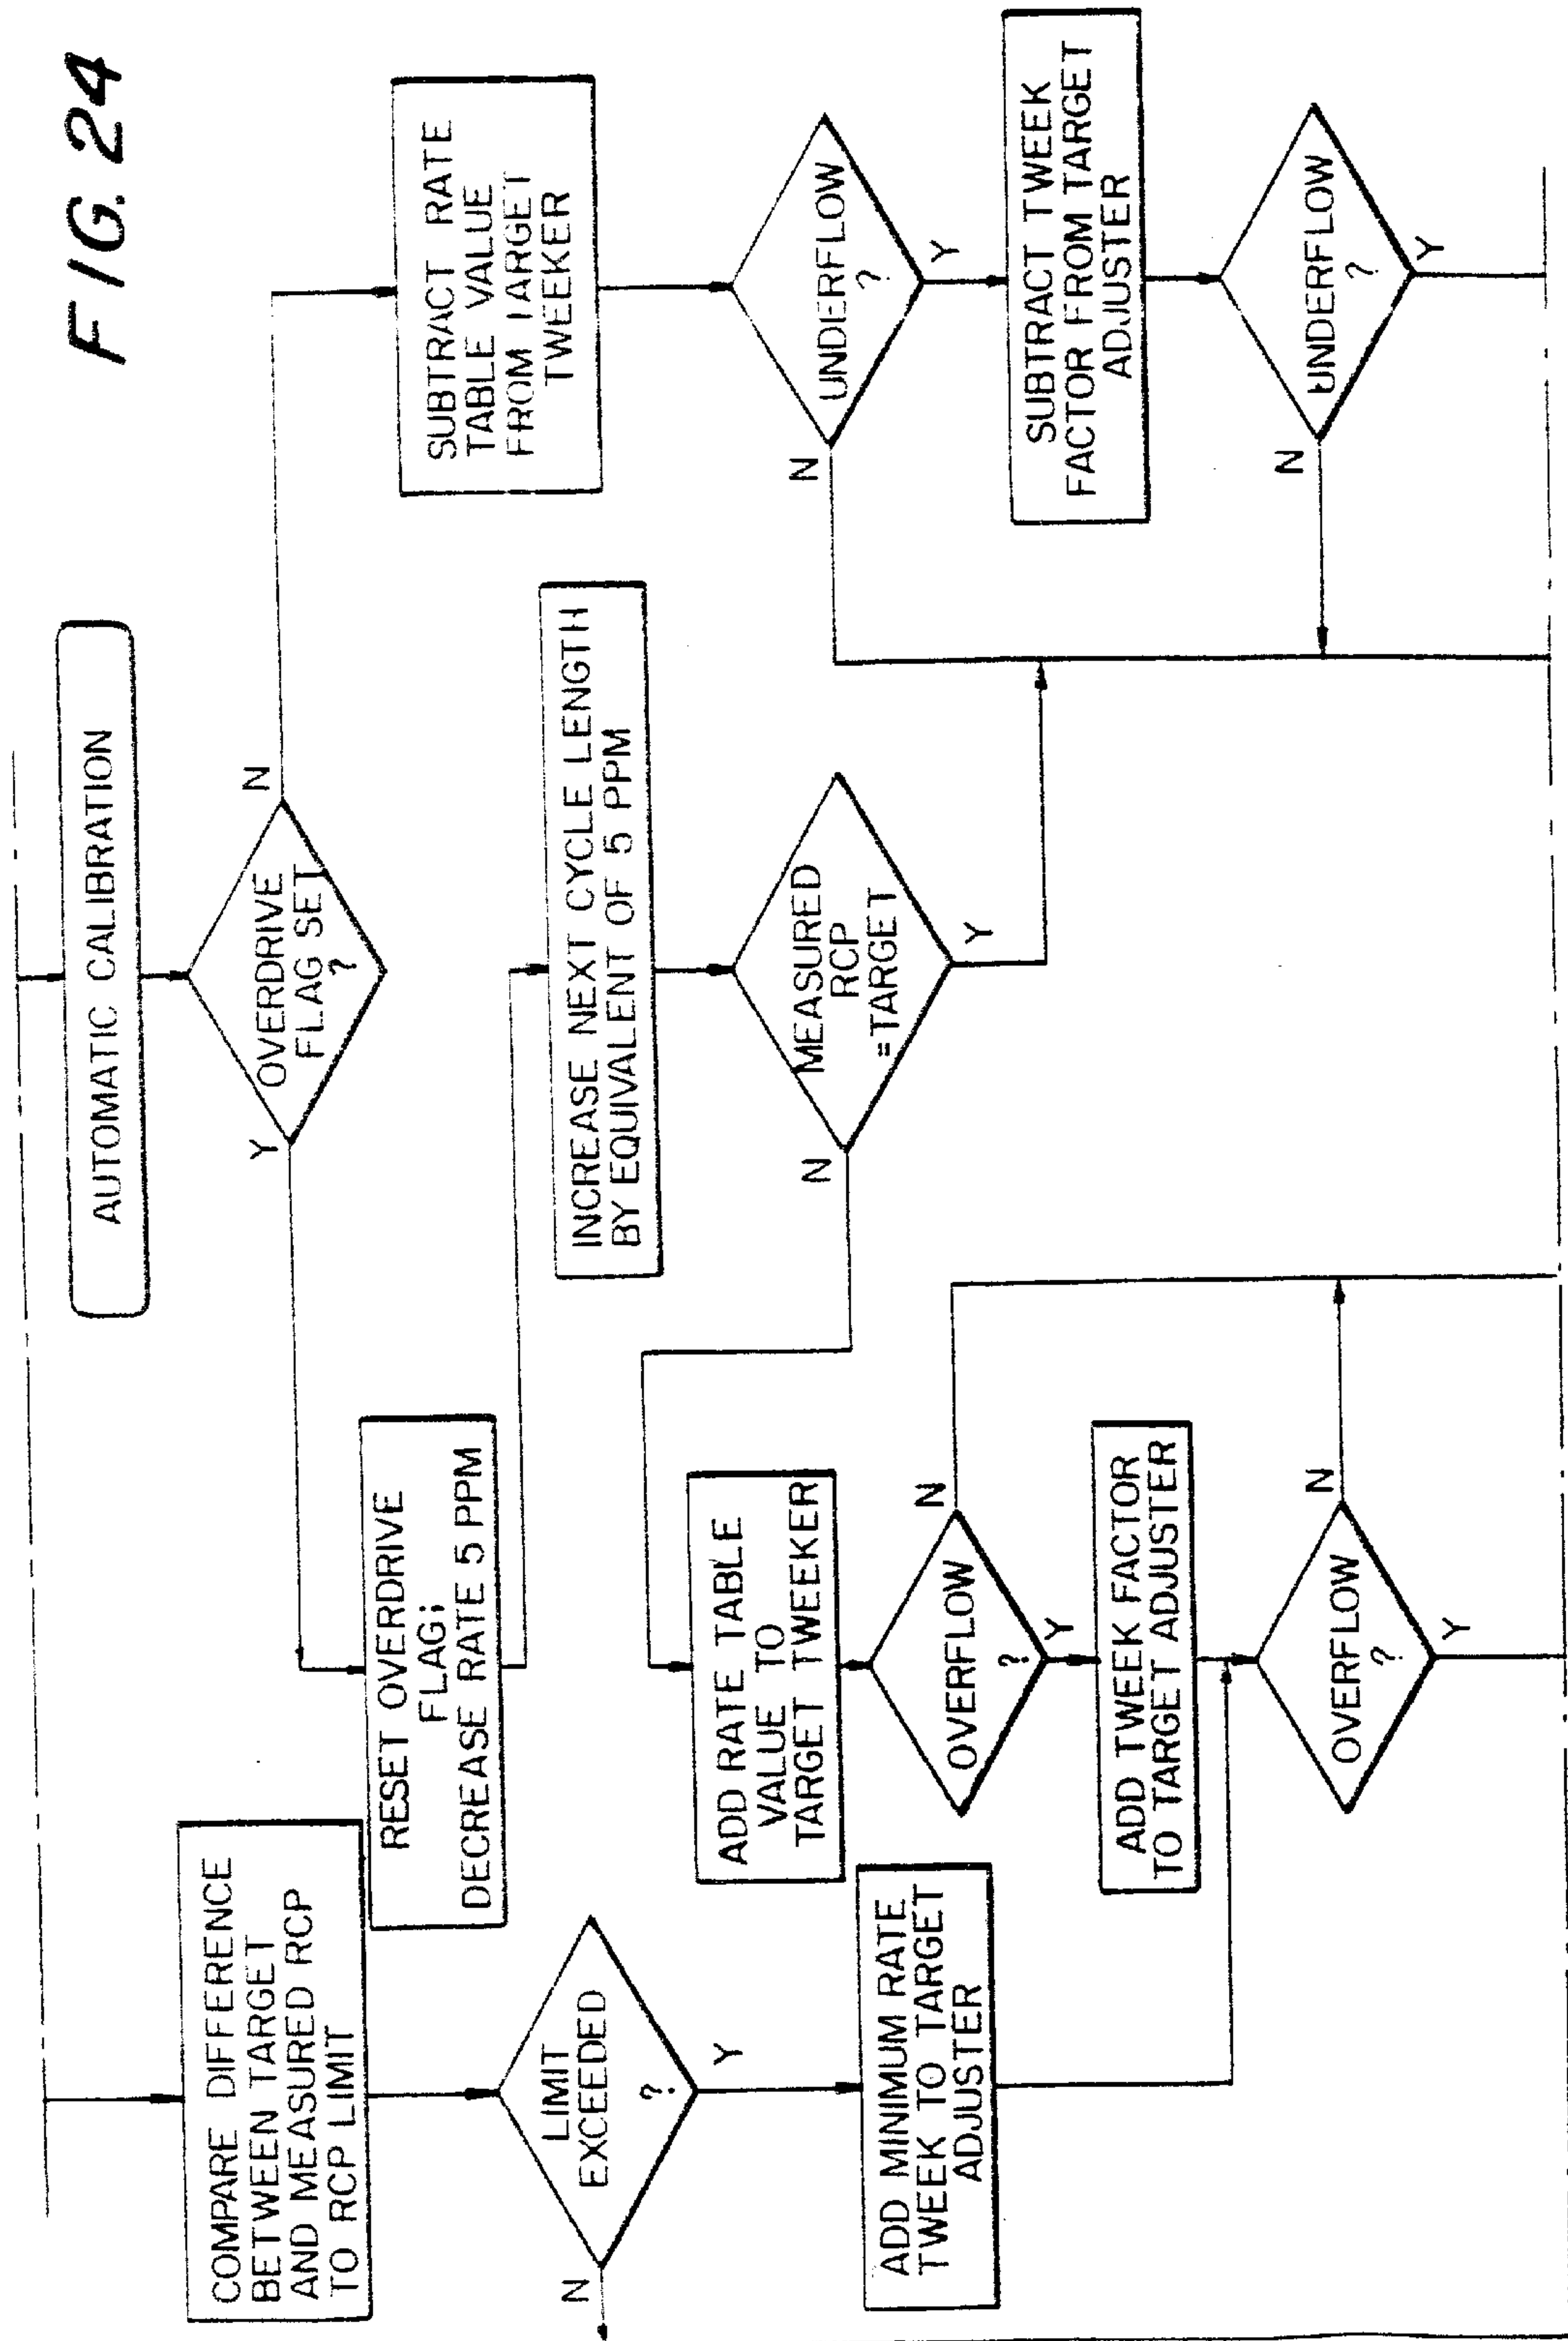 FIG. 24
AUTOMATIC CALIBRATION
OVERDRIVE
FLAG SET
?
Y
N
COMPARE DIFFERENCE
BETWEEN TARGET
AND MEASURED RCP
TO RCP LIMIT
RESET OVERDRIVE
FLAG;
DECREASE RATE 5 PPM
SUBTRACT RATE
TABLE VALUE
FROM TARGET
TWEEKER
LIMIT
EXCEEDED
?
N
Y
INCREASE NEXT CYCLE LENGTH
BY EQUIVALENT OF 5 PPM
ADD RATE TABLE
VALUE TO
TARGET TWEEKER
MEASURED
RCP
=TARGET
N
Y
UNDERFLOW
?
N
Y
ADD MINIMUM RATE
TWEEK TO TARGET
ADJUSTER
OVERFLOW
?
N
Y
ADD TWEEK FACTOR
TO TARGET ADJUSTER
SUBTRACT TWEEK
FACTOR FROM TARGET
ADJUSTER
OVERFLOW
?
N
Y
UNDERFLOW
?
N
Y